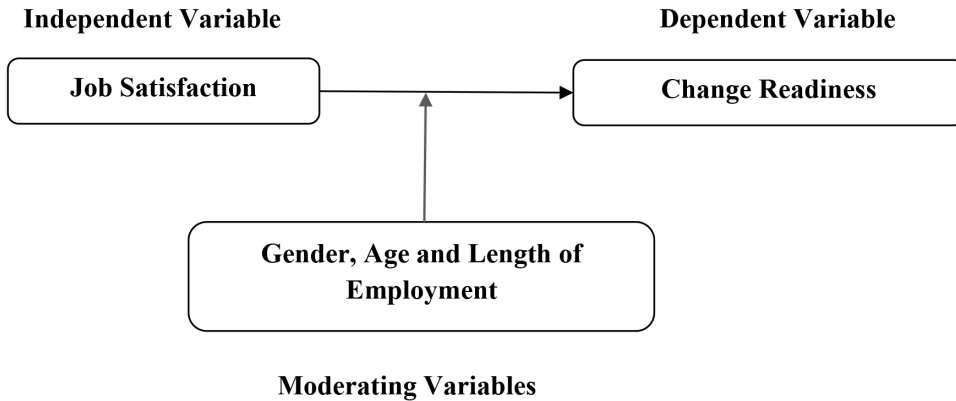 Independent Variable
Dependent Variable
Job Satisfaction
Change Readiness
Gender, Age and Length of
Employment
Moderating Variables